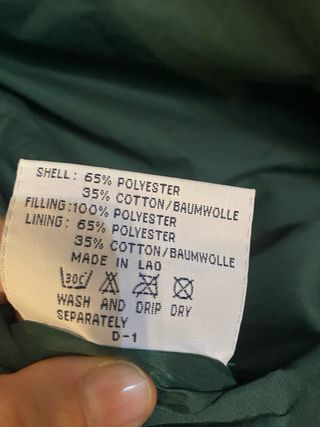 SHELL: 65% POLYESTER
35% COTTON/BAUMWOLLE
FILLING:100% POLYESTER
LINING: 65% POLYESTER
35% COTTON/BAUMWOLLE
MADE IN LAO
30C
WASH AND DRIP DRY
SEPARATELY
D-1